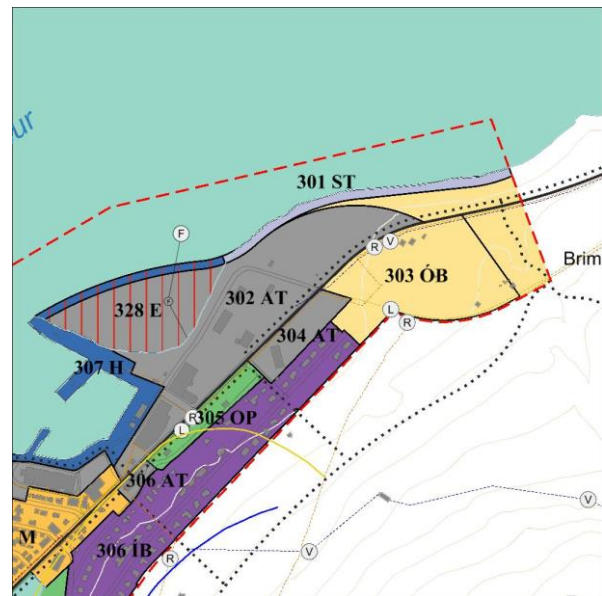 ur
301 ST
F
R
V
303 ÓB
Brim
302 AT
328 E
F
L
R
304 AT
307 H
R
L
305 OP
306 AT
M
306 ÍB
R
V
V